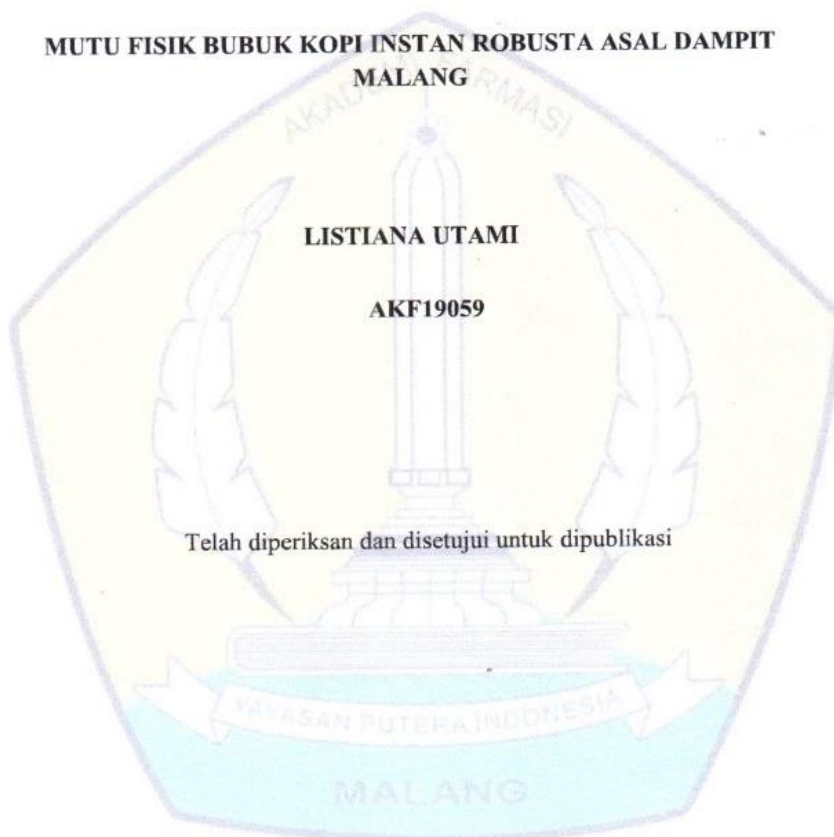 MUTU FISIK BUBUK KOPI INSTAN ROBUSTA ASAL DAMPIT
MALANG
AKADEMI FARMASI
LISTIANA UTAMI
AKF19059
Telah diperiksan dan disetujui untuk dipublikasi
YAYASAN PUTERA INDONESIA
MALANG